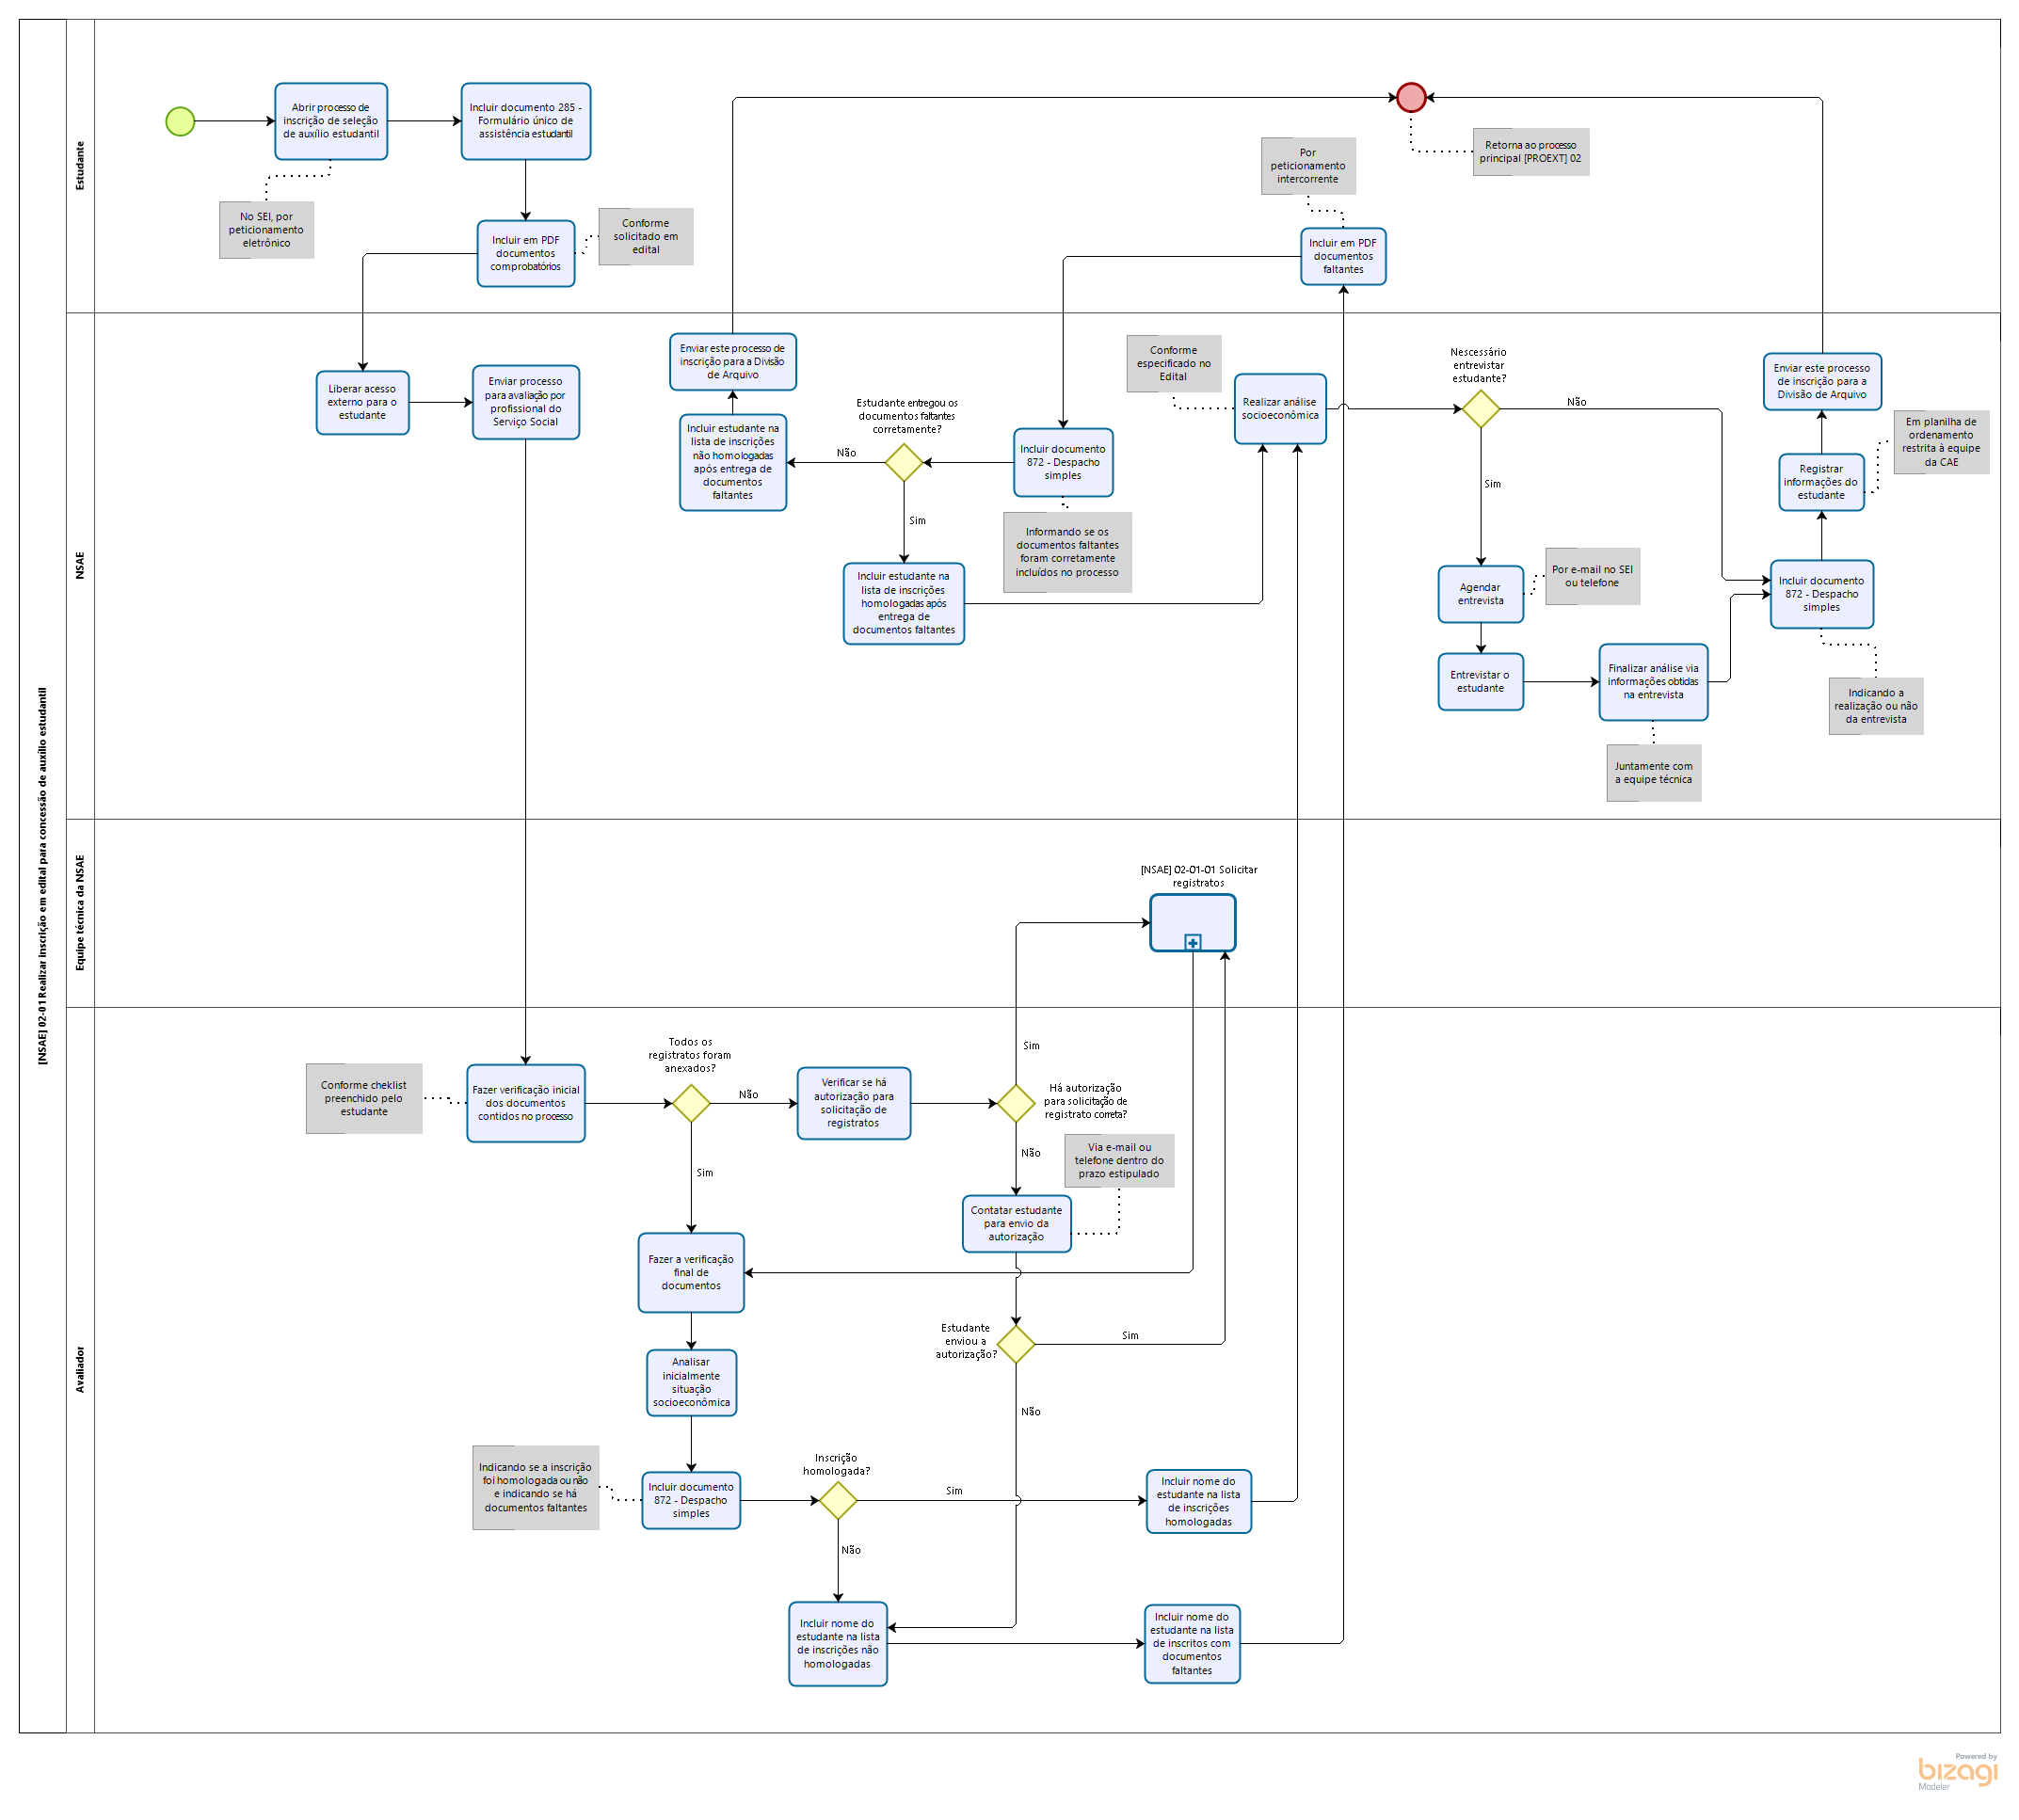 [NSAE] 02-01 Realizar inscrição em edital para concessão de auxílio estudantil
Estudante
Abrir processo de
inscrição de seleção
de auxílio estudantil
Incluir documento 285 -
Formulário único de
assistência estudantil
No SEI, por
peticionamento
eletrônico
Incluir em PDF
documentos
comprobatórios
Conforme
solicitado em
edital
Por
peticionamento
intercorrente
Retorna ao processo
principal [PROEXT] 02
Incluir em PDF
documentos
faltantes
NSAE
Liberar acesso
externo para o
estudante
Enviar processo
para avaliação por
profissional do
Serviço Social
Enviar este processo de
inscrição para a Divisão
de Arquivo
Incluir estudante na
lista de inscrições
não homologadas
após entrega de
documentos
faltantes
Não
Estudante entregou os
documentos faltantes
corretamente?
Sim
Incluir estudante na
lista de inscrições
homologadas após
entrega de
documentos faltantes
Incluir documento
872 - Despacho
simples
Informando se os
documentos faltantes
foram corretamente
incluídos no processo
Conforme
especificado no
Edital
Realizar análise
socioeconômica
Nescessário
entrevistar
estudante?
Não
Sim
Agendar
entrevista
Por e-mail no SEI
ou telefone
Entrevistar o
estudante
Finalizar análise via
informações obtidas
na entrevista
Juntamente com
a equipe técnica
Enviar este processo
de inscrição para a
Divisão de Arquivo
Em planilha de
ordenamento
restrita à equipe
da CAE
Registrar
informações do
estudante
Incluir documento
872 - Despacho
simples
Indicando a
realização ou não
da entrevista
Equipe técnica da NSAE
[NSAE] 02-01-01 Solicitar
registratos
Avaliador
Conforme cheklist
preenchido pelo
estudante
Fazer verificação inicial
dos documentos
contidos no processo
Todos os
registratos foram
anexados?
Não
Sim
Verificar se há
autorização para
solicitação de
registratos
Sim
Há autorização
para solicitação de
registrato correta?
Não
Via e-mail ou
telefone dentro do
prazo estipulado
Contatar estudante
para envio da
autorização
Fazer a verificação
final de
documentos
Estudante
enviou a
autorização?
Sim
Não
Analisar
inicialmente
situação
socioeconômica
Indicando se a inscrição
foi homologada ou não
e indicando se há
documentos faltantes
Incluir documento
872 - Despacho
simples
Inscrição
homologada?
Sim
Não
Incluir nome do
estudante na lista
de inscrições
homologadas
Incluir nome do
estudante na lista
de inscrições não
homologadas
Incluir nome do
estudante na lista
de inscritos com
documentos
faltantes
Powered by
bizagi
Modeler